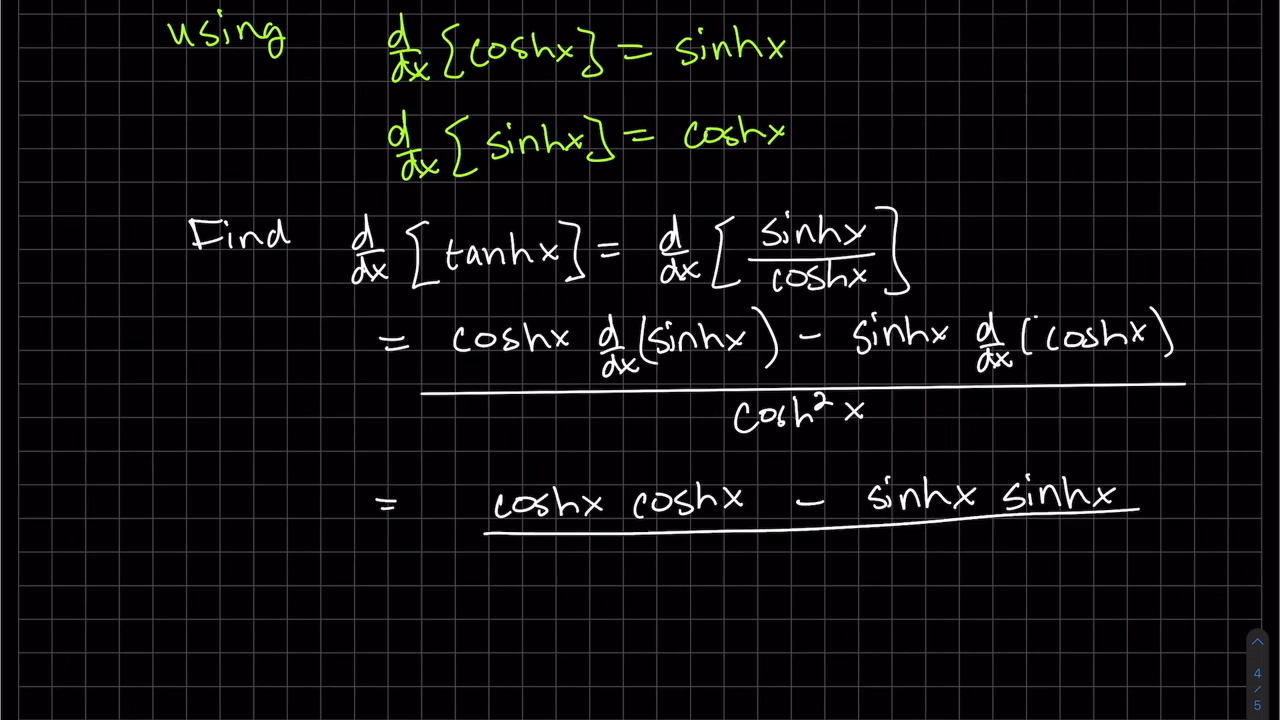 using d/dx [coshx] = sinhx
d/dx [sinhx] = coshx
Find d/dx [tanhx] = d/dx [sinhx/coshx]
= coshx d/dx (sinhx) - sinhx d/dx (coshx)
cosh²x
= coshx coshx - sinhx sinhx
4
/
5